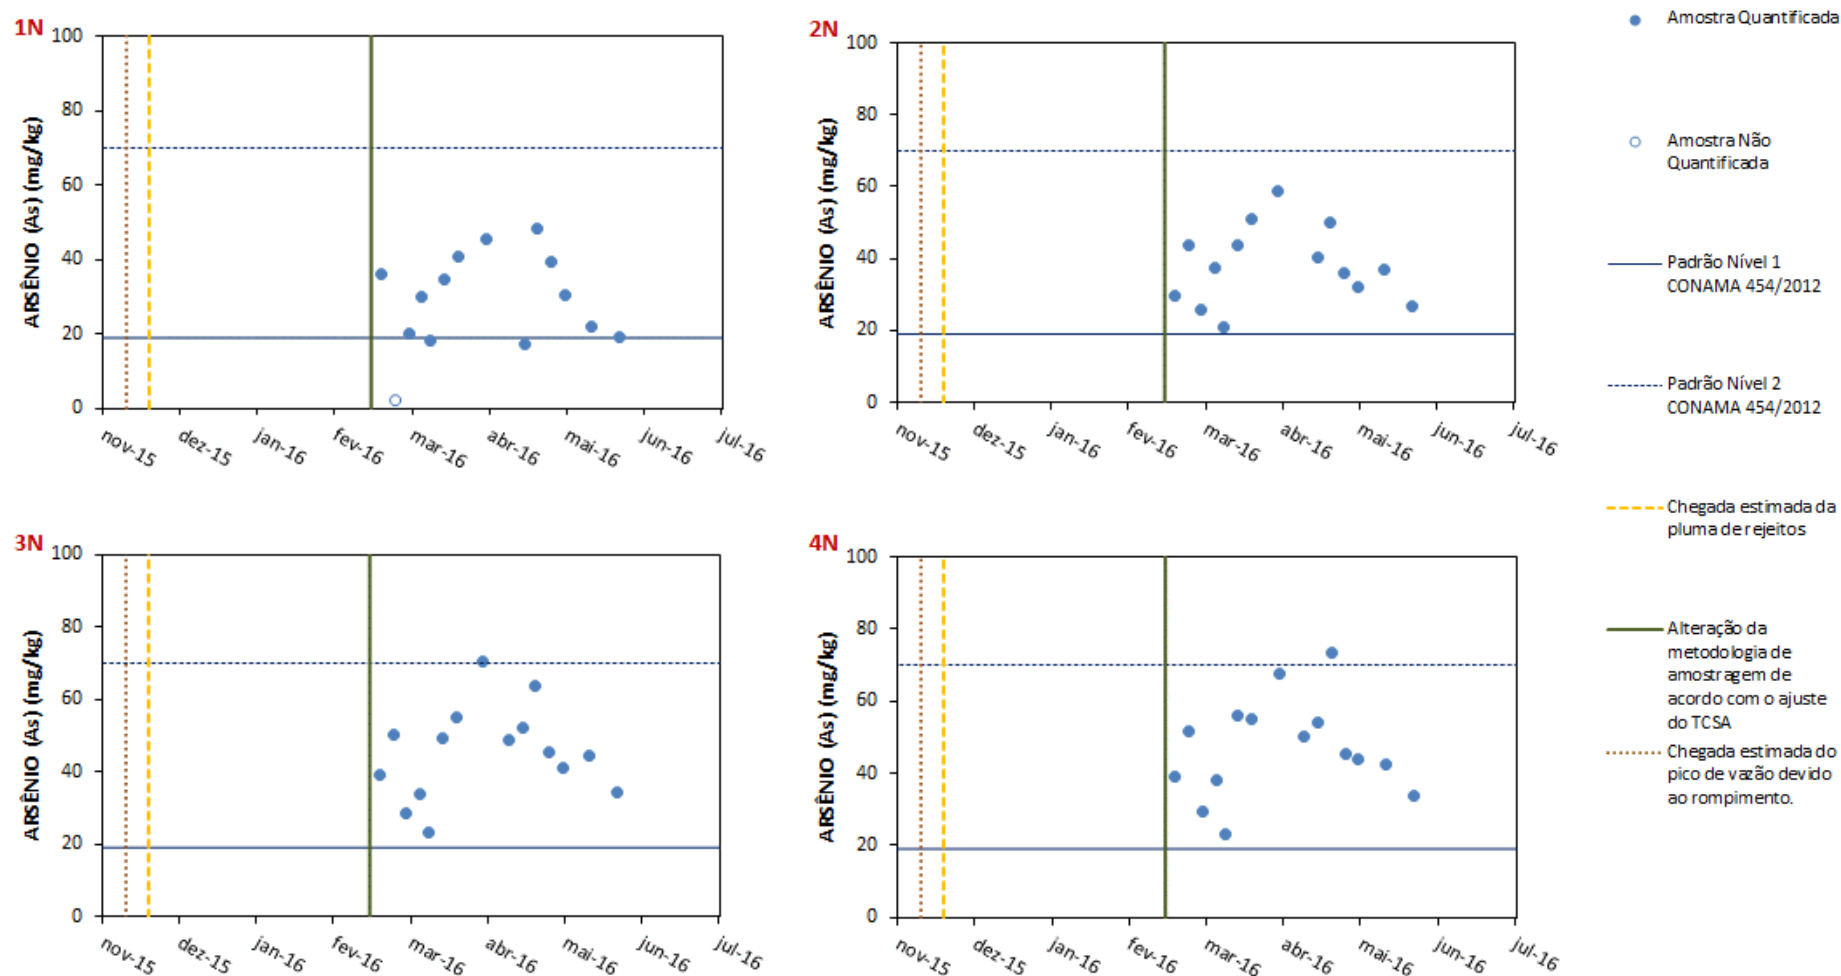 1N
ARSÊNIO (As) (mg/kg)
100
80
60
40
20
0
nov-15
dez-15
jan-16
fev-16
mar-16
abr-16
mai-16
jun-16
jul-16
2N
ARSÊNIO (As) (mg/kg)
100
80
60
40
20
0
nov-15
dez-15
jan-16
fev-16
mar-16
abr-16
mai-16
jun-16
jul-16
3N
ARSÊNIO (As) (mg/kg)
100
80
60
40
20
0
nov-15
dez-15
jan-16
fev-16
mar-16
abr-16
mai-16
jun-16
jul-16
4N
ARSÊNIO (As) (mg/kg)
100
80
60
40
20
0
nov-15
dez-15
jan-16
fev-16
mar-16
abr-16
mai-16
jun-16
jul-16
Amostra Quantificada
Amostra Não
Quantificada
Padrão Nível 1
CONAMA 454/2012
Padrão Nível 2
CONAMA 454/2012
Chegada estimada da
pluma de rejeitos
Alteração da
metodologia de
amostragem de
acordo com o ajuste
do TCSA
Chegada estimada do
pico de vazão devido
ao rompimento.